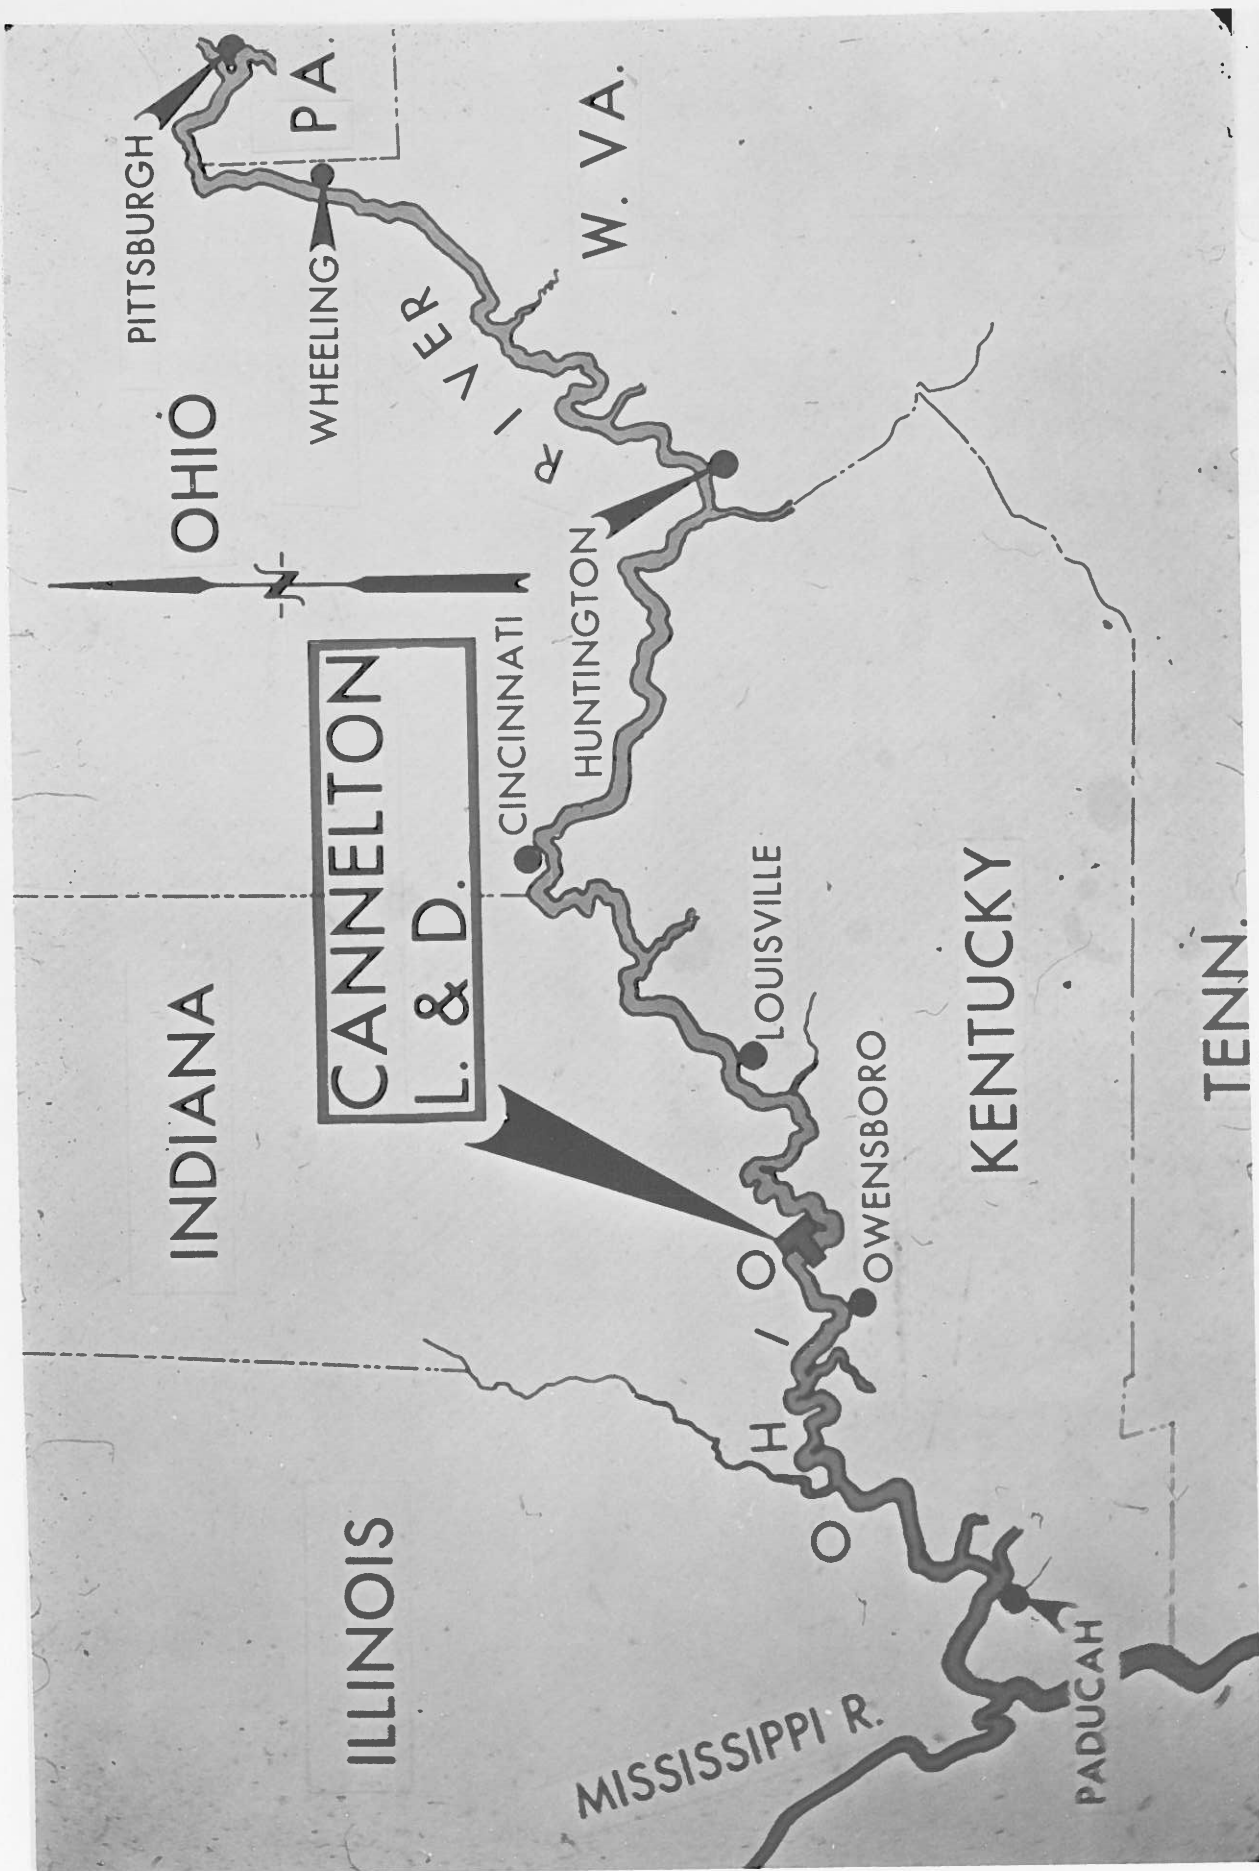 PITTSBURGH
PA.
OHIO
WHEELING
W. VA.
N
INDIANA
CANNELTON
L. & D.
CINCINNATI
HUNTINGTON
OHIO RIVER
ILLINOIS
LOUISVILLE
OWENSBORO
KENTUCKY
MISSISSIPPI R.
PADUCAH
TENN.